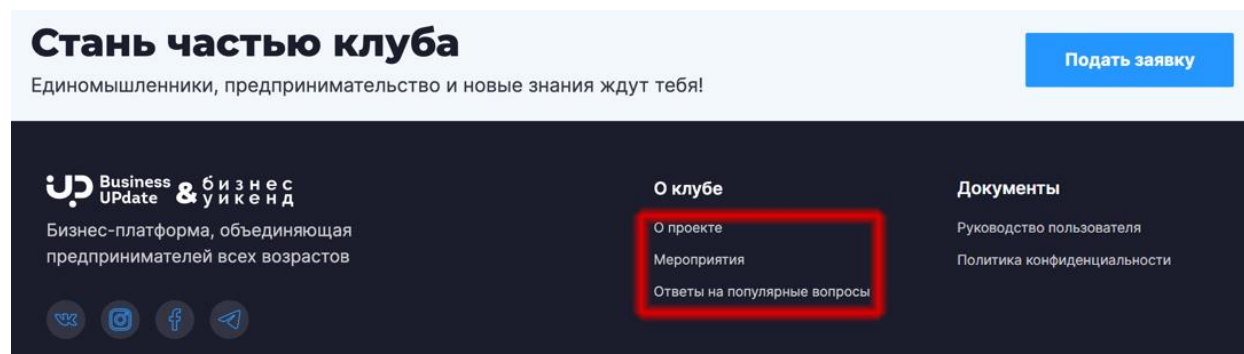 Стань частью клуба
Единомышленники, предпринимательство и новые знания ждут тебя!
Подать заявку
UP Business UPdate & бизнес уикенд
Бизнес-платформа, объединяющая
предпринимателей всех возрастов
О клубе
О проекте
Мероприятия
Ответы на популярные вопросы
Документы
Руководство пользователя
Политика конфиденциальности